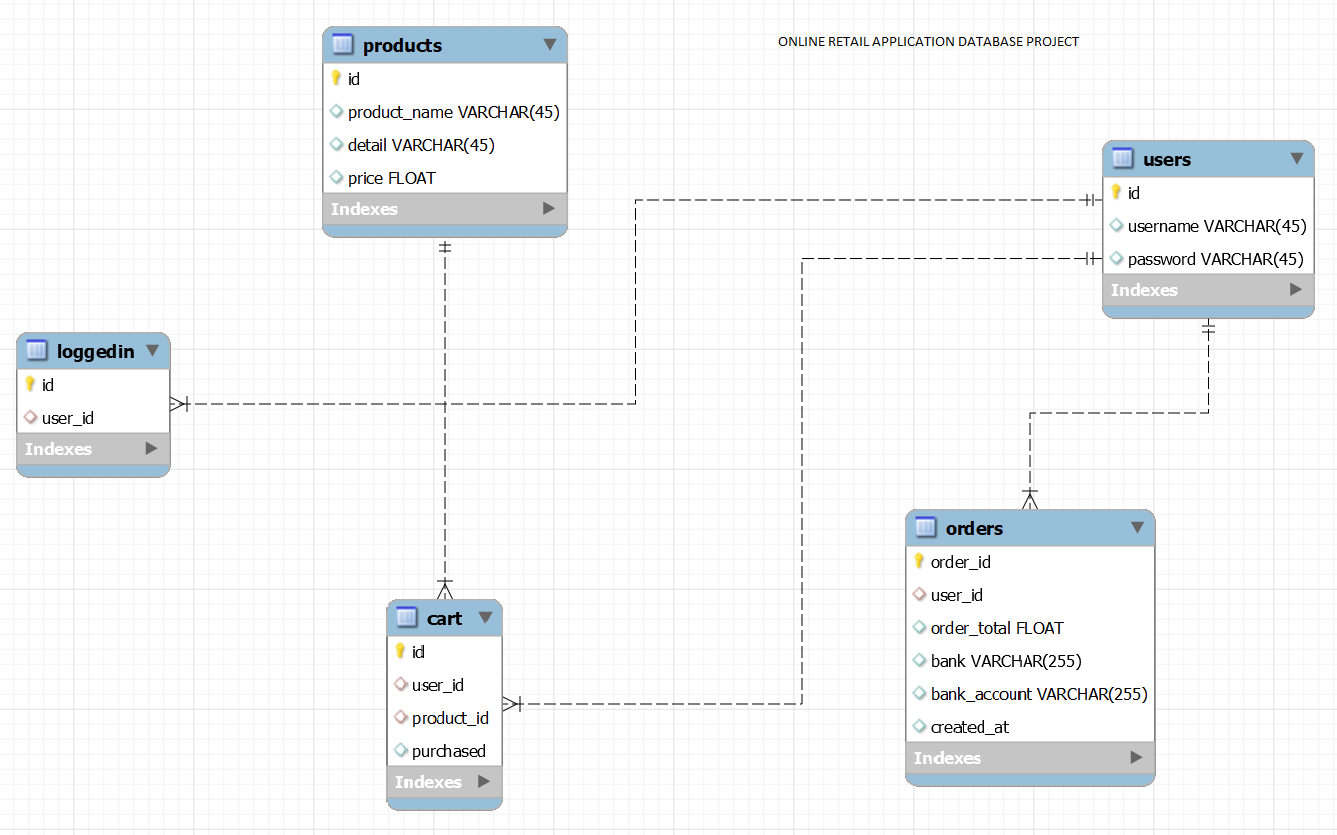 ONLINE RETAIL APPLICATION DATABASE PROJECT
products
id
product_name VARCHAR(45)
detail VARCHAR(45)
price FLOAT
Indexes
users
id
username VARCHAR(45)
password VARCHAR(45)
Indexes
loggedin
id
user_id
Indexes
cart
id
user_id
product_id
purchased
Indexes
orders
order_id
user_id
order_total FLOAT
bank VARCHAR(255)
bank_account VARCHAR(255)
created_at
Indexes